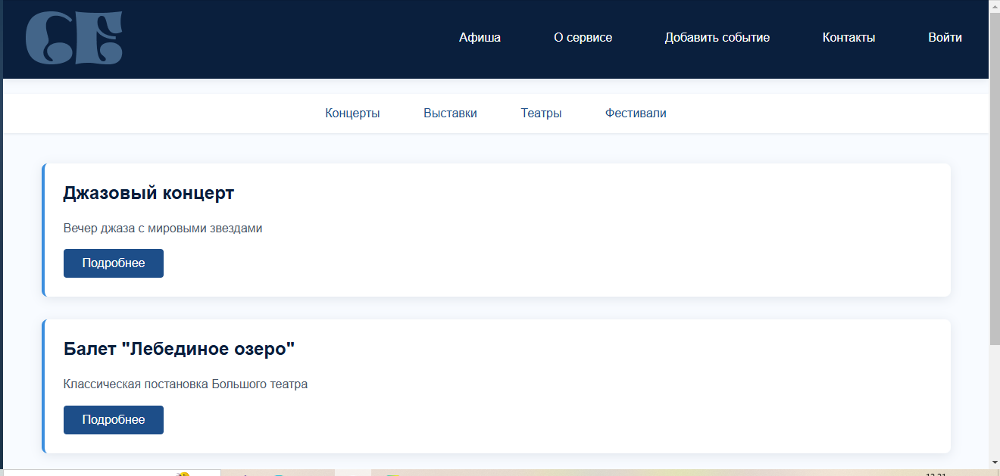 CE
Афиша О сервисе Добавить событие Контакты Войти
Концерты Выставки Театры Фестивали
Джазовый концерт
Вечер джаза с мировыми звездами
Подробнее
Балет "Лебединое озеро"
Классическая постановка Большого театра
Подробнее